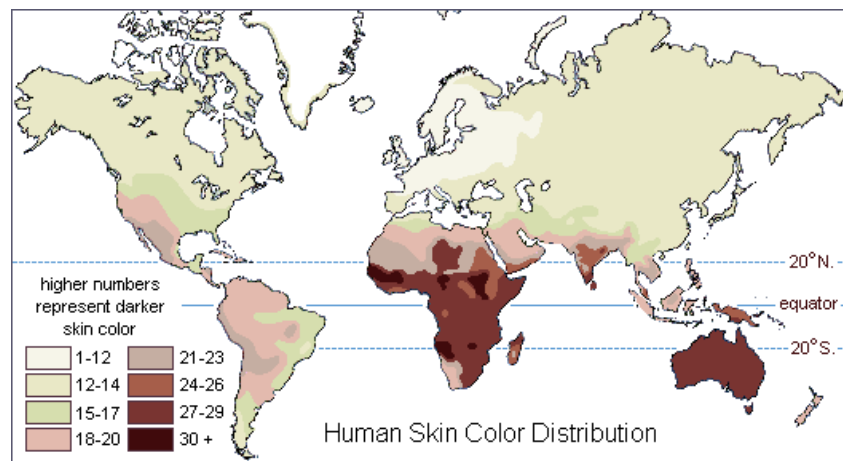 20°N.
higher numbers
represent darker
skin color
equator
1-12
21-23
20°S.
12-14
24-26
15-17
27-29
18-20
30 +
Human Skin Color Distribution